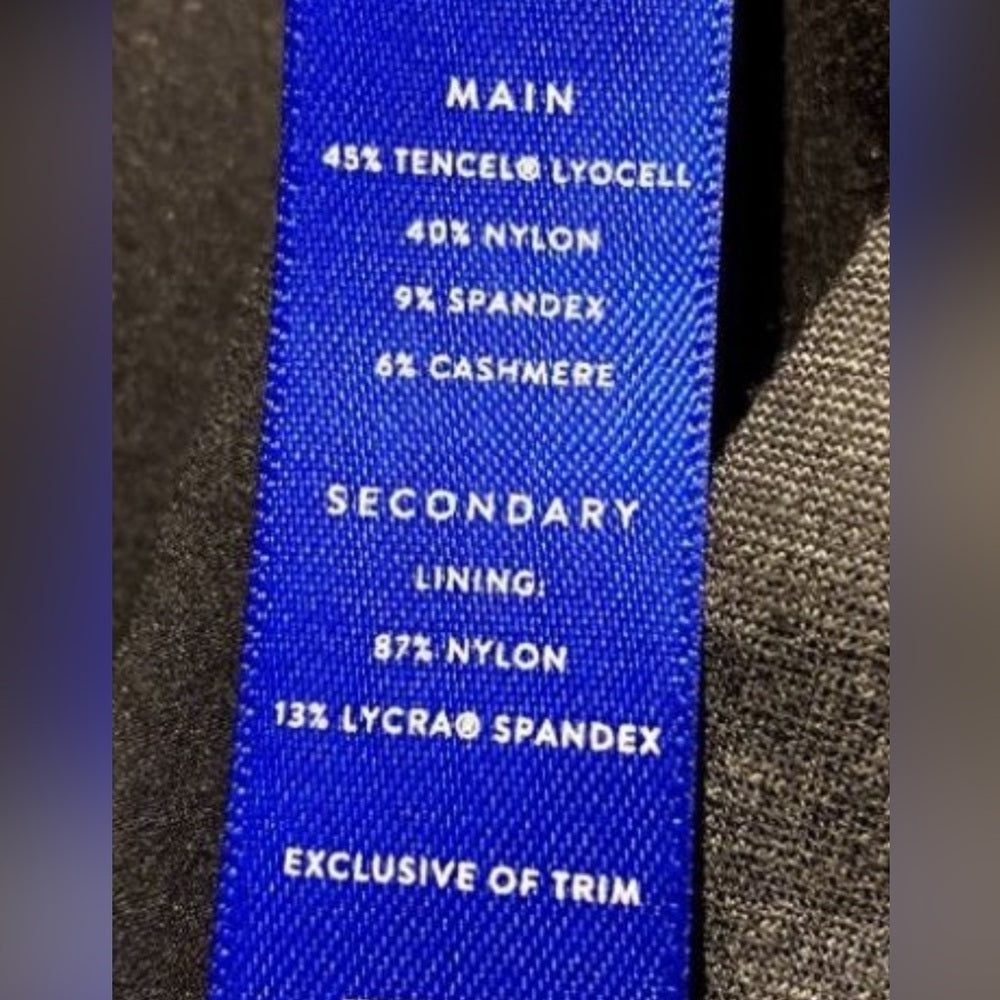 MAIN
45% TENCEL® LYOCELL
40% NYLON
9% SPANDEX
6% CASHMERE
SECONDARY
LINING:
87% NYLON
13% LYCRA® SPANDEX
EXCLUSIVE OF TRIM